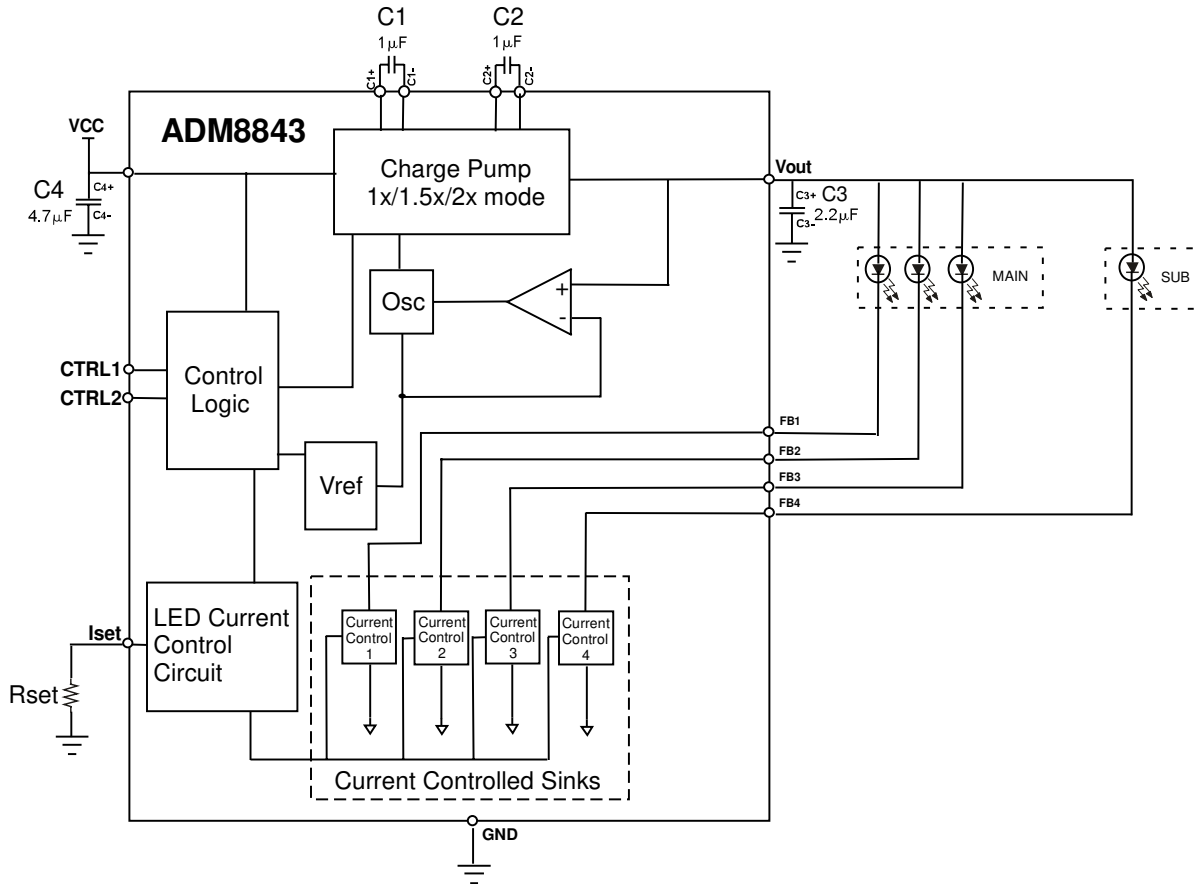 C1
1µF
C1+
C1-
C2
1µF
C2+
C2-
ADM8843
VCC
C4
4.7µF
C4+
C4-
Charge Pump
1x/1.5x/2x mode
Vout
C3+
C3
C3-
2.2µF
MAIN
SUB
Osc
+
-
CTRL1
CTRL2
Control
Logic
Vref
FB1
FB2
FB3
FB4
Iset
Rset
LED Current
Control
Circuit
Current
Control
1
Current
Control
2
Current
Control
3
Current
Control
4
Current Controlled Sinks
GND